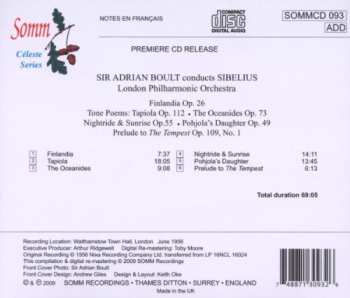 NOTES EN FRANÇAIS
COMPACT
disc
DIGITAL AUDIO
SOMMCD 093
ADD
Somm
Céleste
Series
PREMIERE CD RELEASE
SIR ADRIAN BOULT conducts SIBELIUS
London Philharmonic Orchestra
Finlandia Op. 26
Tone Poems: Tapiola Op. 112 • The Oceanides Op. 73
Nightride & Sunrise Op.55 • Pohjola's Daughter Op. 49
Prelude to The Tempest Op. 109, No. 1
1 Finlandia 7:37
2 Tapiola 18:05
3 The Oceanides 9:08
4 Nightride & Sunrise 14:11
5 Pohjola's Daughter 13:45
6 Prelude to The Tempest 6:13
Total duration 69:05
Recording Location: Walthamstow Town Hall, London June 1956
Executive Producer: Arthur Ridgewell Digital Re-mastering: Toby Moore
Original Recording © 1956 Nixa Recording Company Ltd. transferred from LP 16NCL 16024
This compilation & digital re-mastering ℗ 2009 SOMM Recordings
Front Cover Photo: Sir Adrian Boult
Front Cover Design: Andrew Giles Design & Layout: Keith Oke
© & ℗ 2009 SOMM RECORDINGS • THAMES DITTON • SURREY • ENGLAND
Made in the UK
7 48871 30932 6